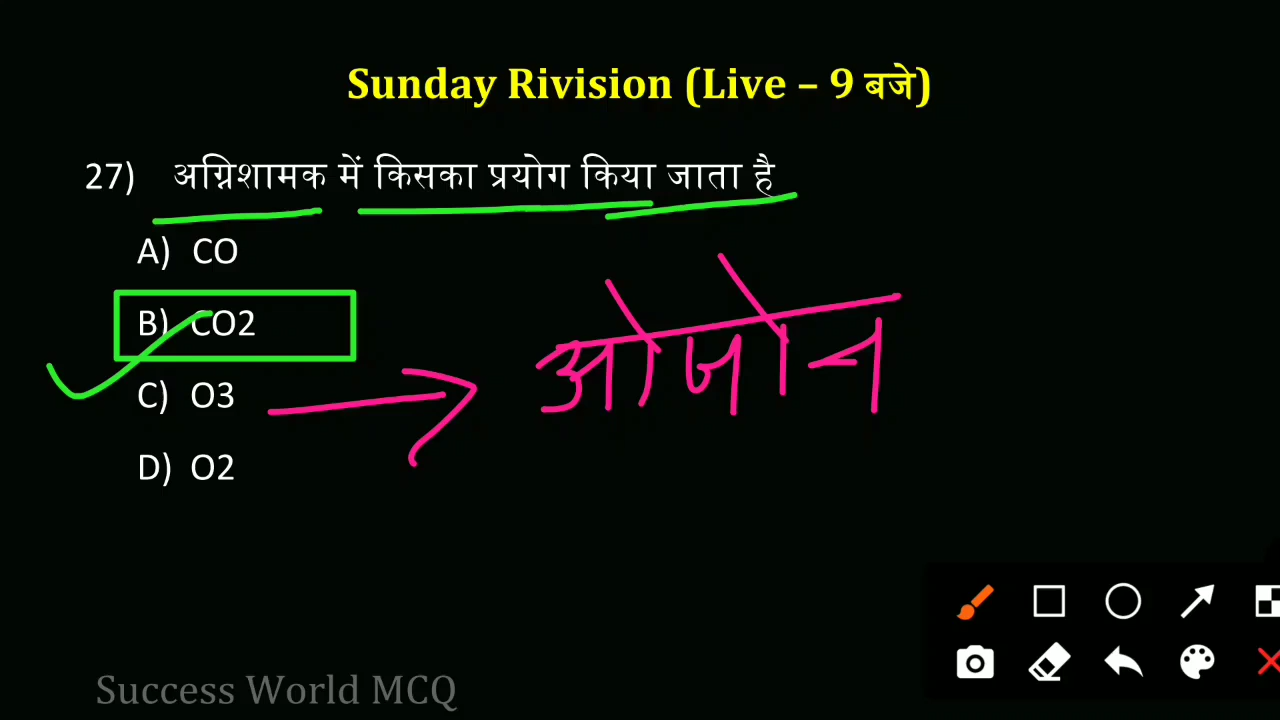 Sunday Rivision (Live – 9 बजे)
27) अग्निशामक में किसका प्रयोग किया जाता है
A) CO
B) CO2
C) O3
ओजोन
D) O2
Success World MCQ